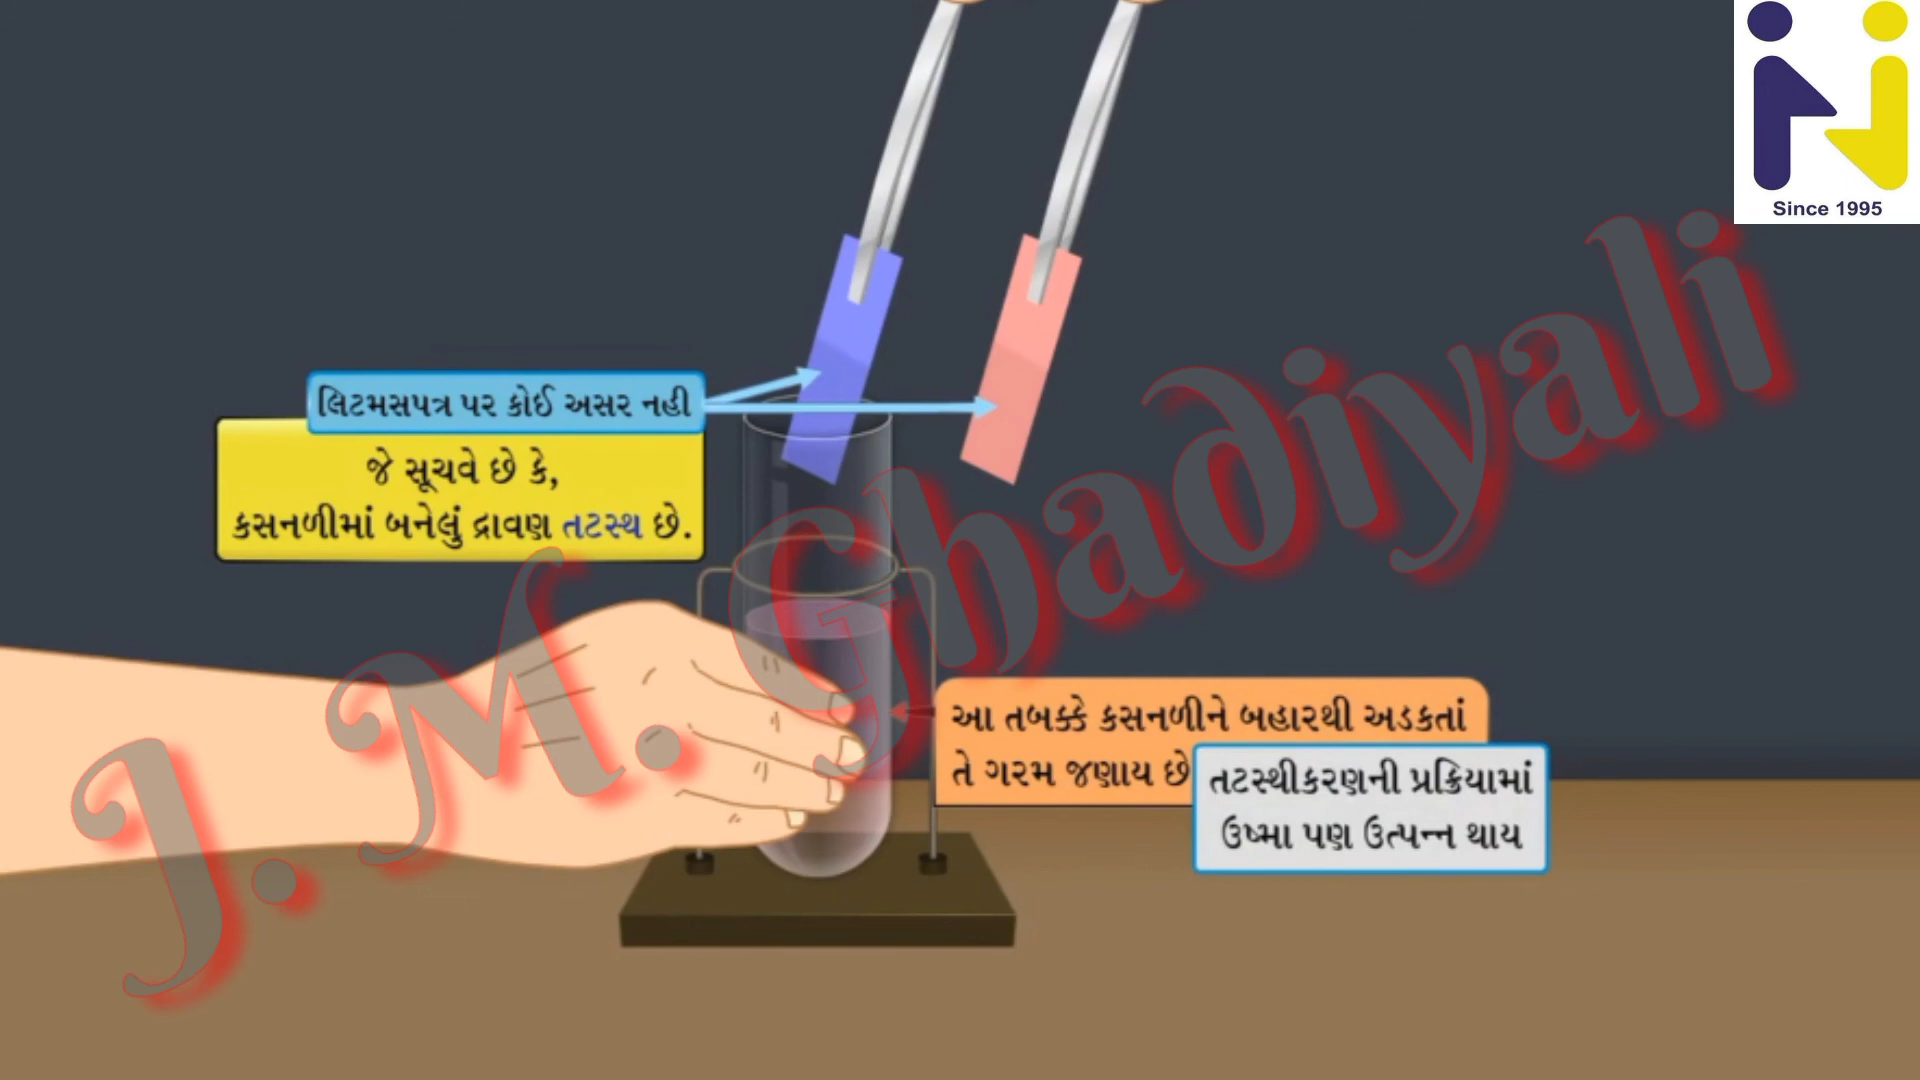 Since 1995
લિટમસપત્ર પર કોઈ અસર નહી
જે સૂચવે છે કે,
કસનળીમાં બનેલું દ્રાવણ તટસ્થ છે.
આ તબક્કે કસનળીને બહારથી અડકતાં
તે ગરમ જણાય છે
તટસ્થીકરણની પ્રક્રિયામાં
ઉષ્મા પણ ઉત્પન્ન થાય
J. M. Ghadiyali